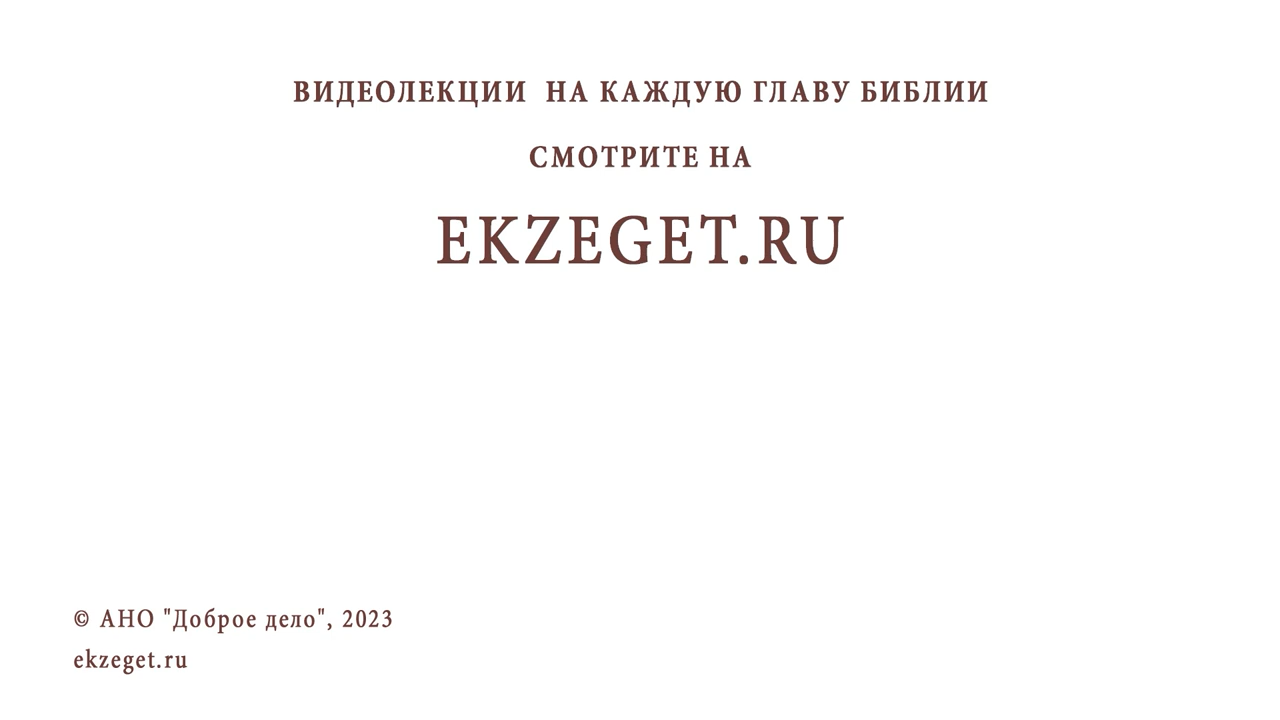 ВИДЕОЛЕКЦИИ НА КАЖДУЮ ГЛАВУ БИБЛИИ
СМОТРИТЕ НА
EKZEGET.RU
© АНО "Доброе дело", 2023
ekzeget.ru